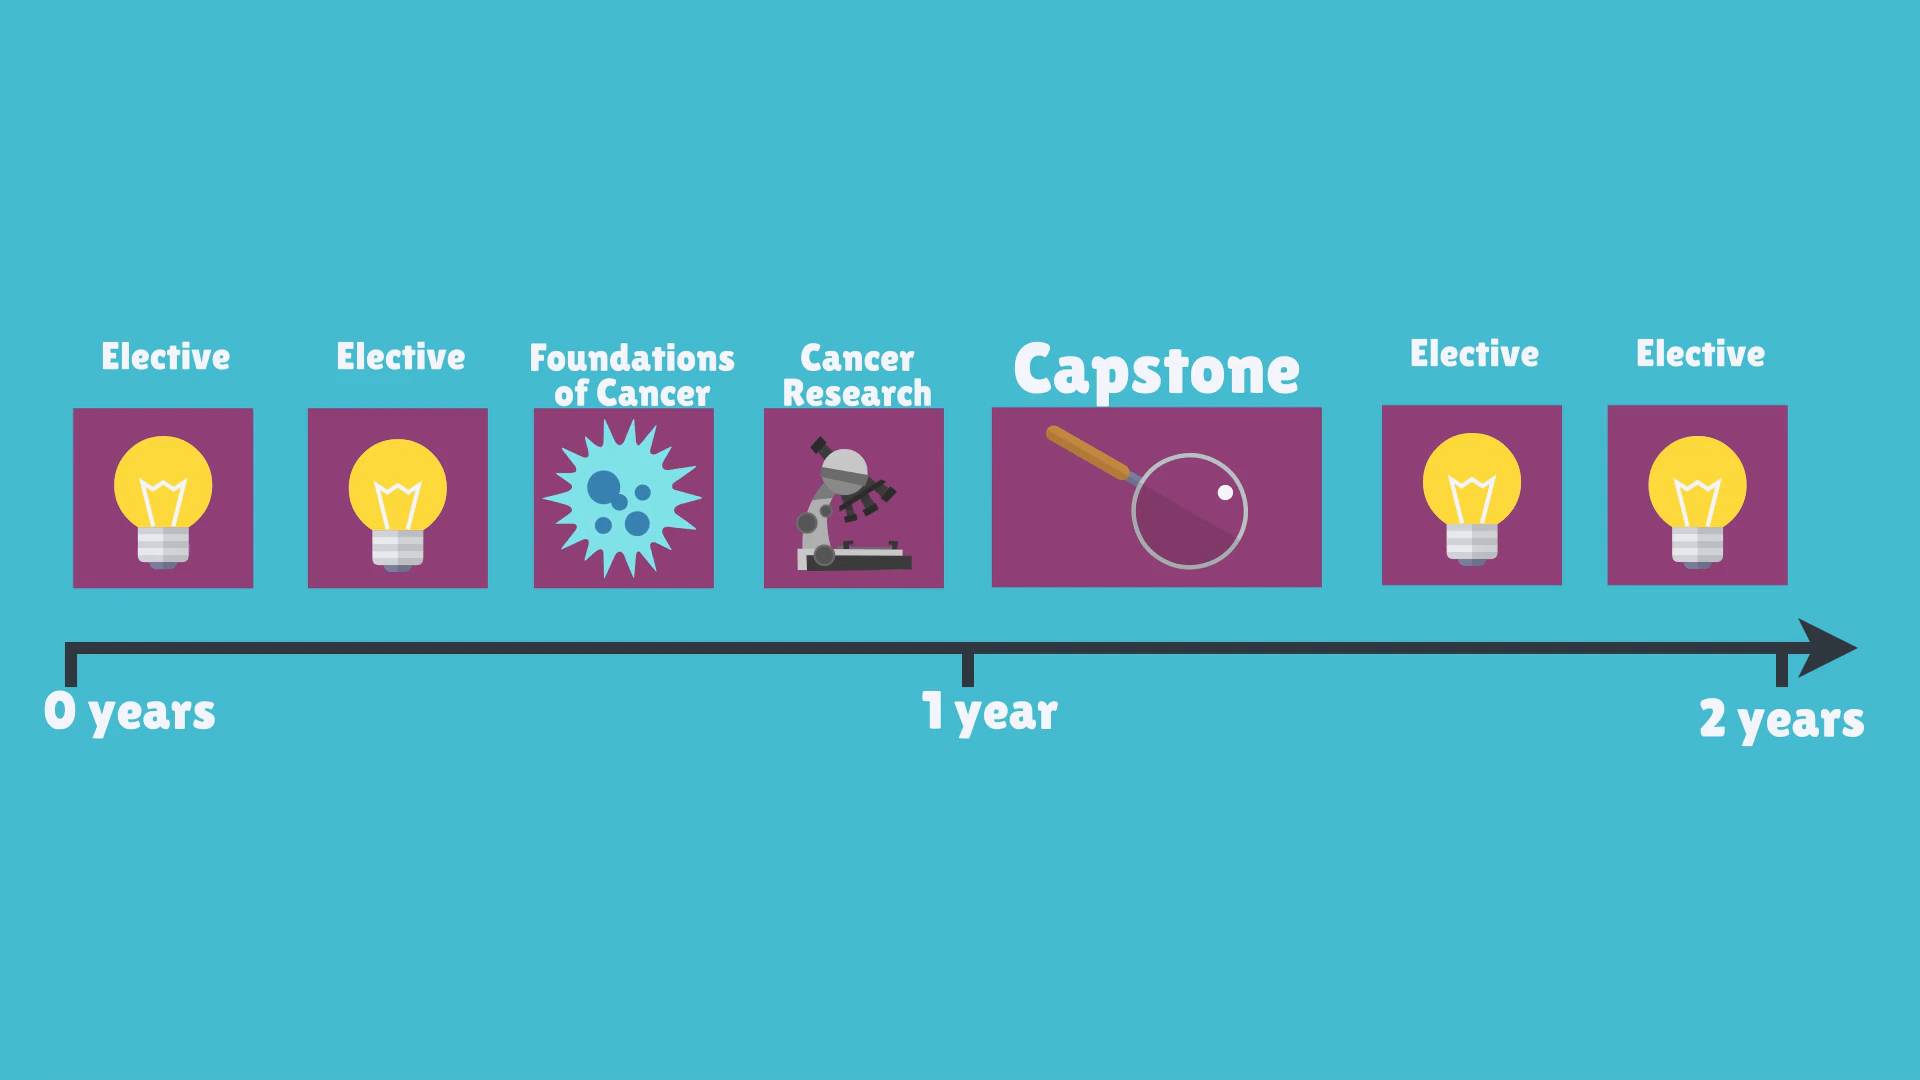 Elective
Elective
Foundations
of Cancer
Cancer
Research
Capstone
Elective
Elective
0 years
1 year
2 years